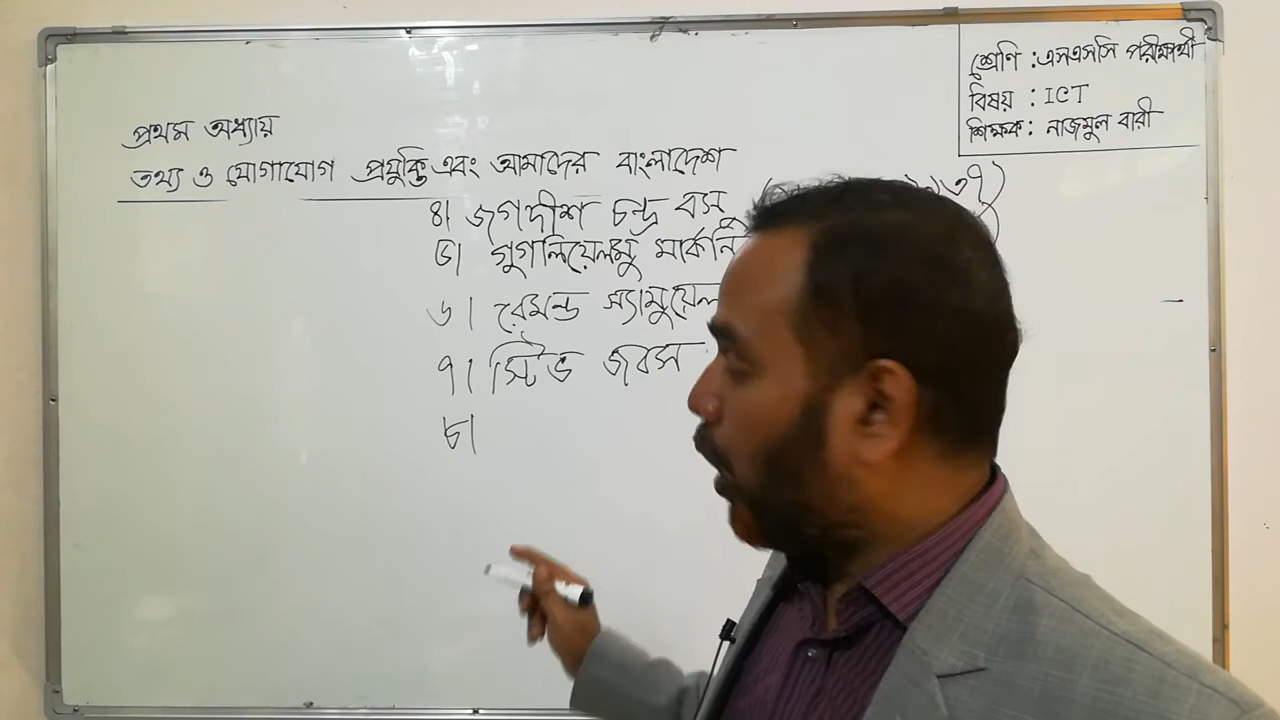 শ্রেণি : এসএসসি পরীক্ষার্থী
বিষয় : ICT
শিক্ষক : নাজমুল বারী
প্রথম অধ্যায়
তথ্য ও যোগাযোগ প্রযুক্তি এবং আমাদের বাংলাদেশ
৪। জগদীশ চন্দ্র বসু
৫। গুগলিয়েলমু মার্কনি
৬। রেমন্ড স্যামুয়েল
৭। স্টিভ জবস
৮।